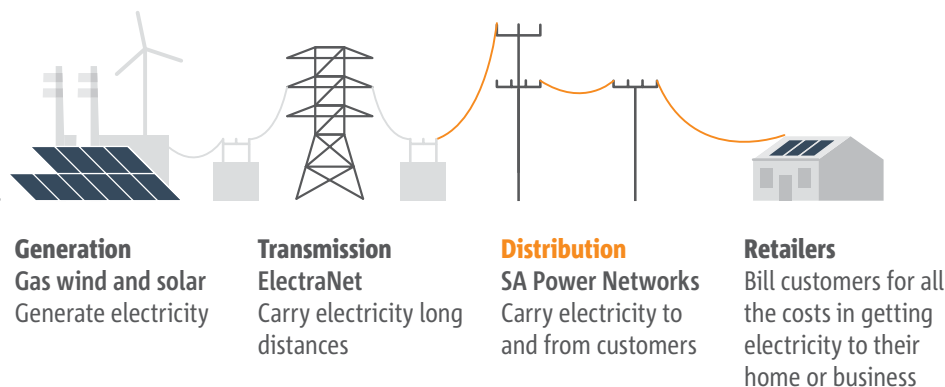 Generation
Gas wind and solar
Generate electricity
Transmission
ElectraNet
Carry electricity long
distances
Distribution
SA Power Networks
Carry electricity to
and from customers
Retailers
Bill customers for all
the costs in getting
electricity to their
home or business